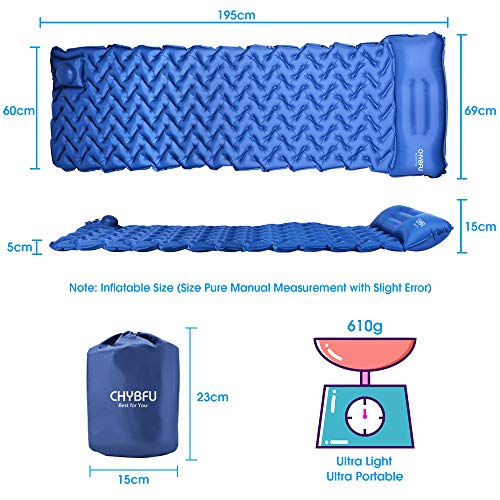 195cm
60cm
69cm
CHYBFU
15cm
5cm
Note: Inflatable Size (Size Pure Manual Measurement with Slight Error)
610g
CHYBFU
Best for You
23cm
15cm
Ultra Light
Ultra Portable